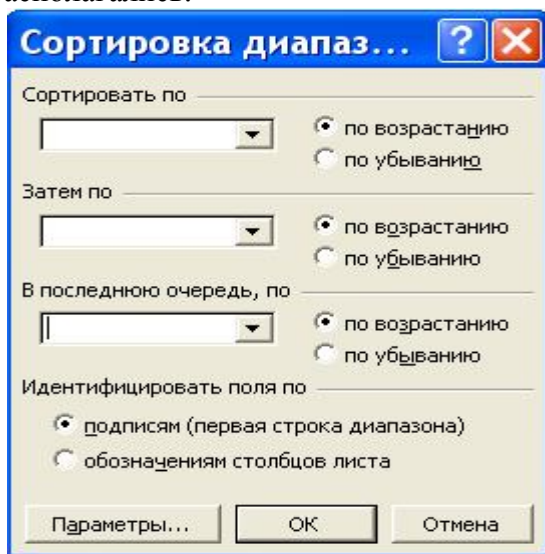 Сортировка диапаз...
Сортировать по
по возрастанию
по убыванию
Затем по
по возрастанию
по убыванию
В последнюю очередь, по
по возрастанию
по убыванию
Идентифицировать поля по
подписям (первая строка диапазона)
обозначениям столбцов листа
Параметры...
ОК
Отмена